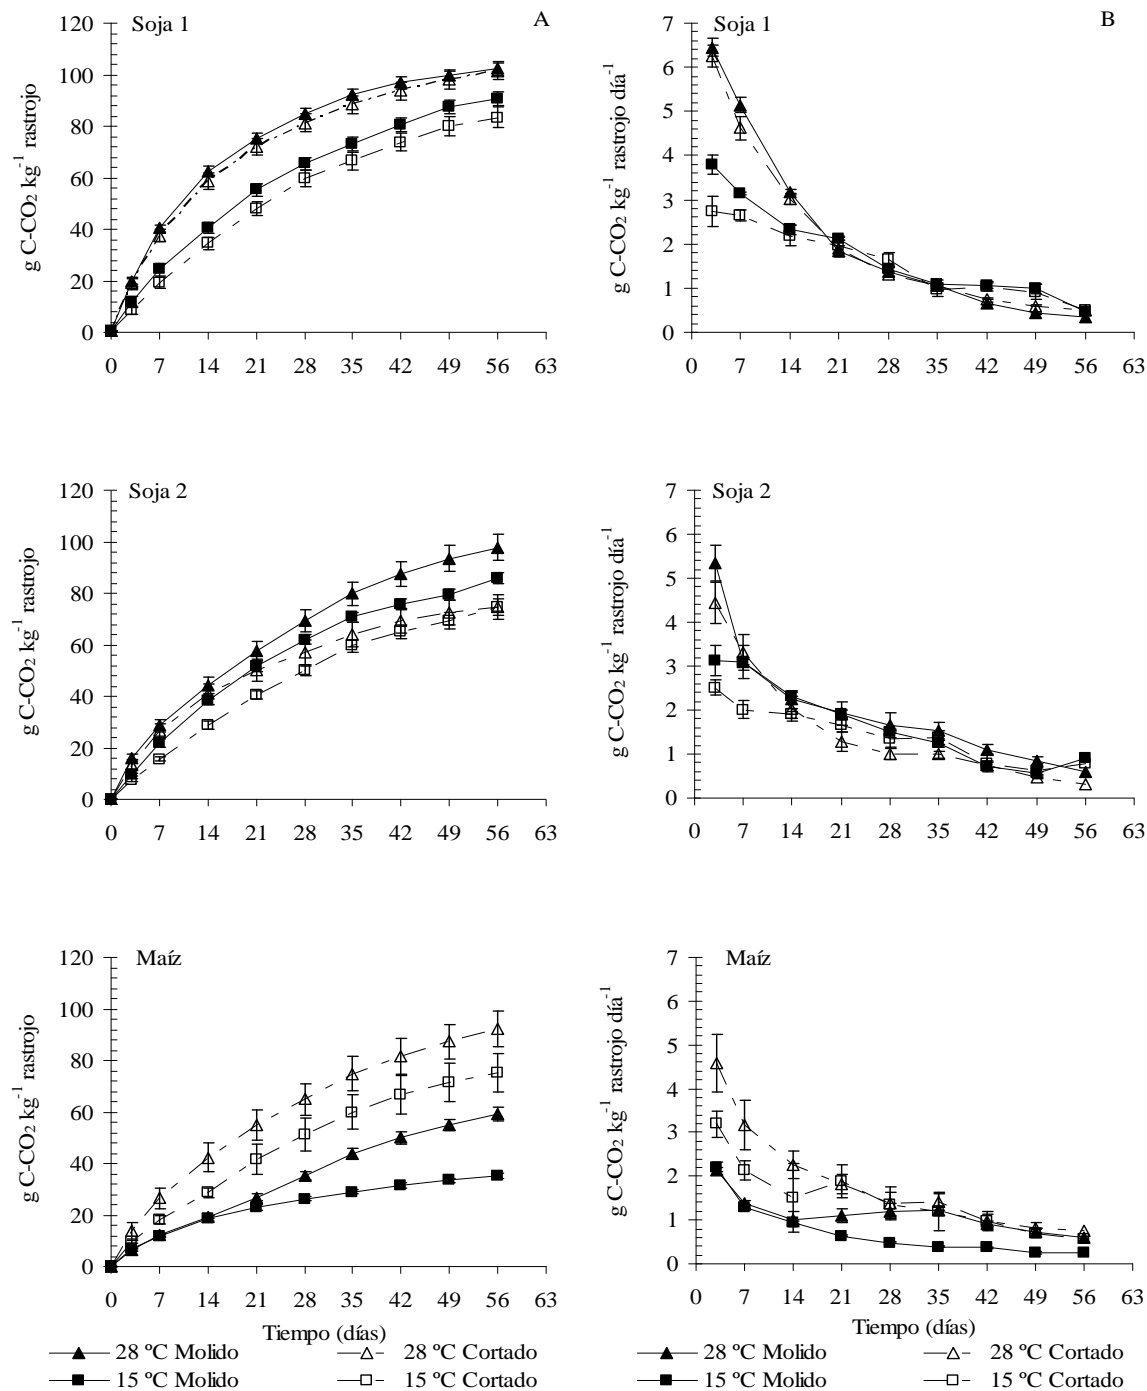 Soja 1
A
g C-CO₂ kg⁻¹ rastrojo
120
100
80
60
40
20
0
0 7 14 21 28 35 42 49 56 63
Soja 1
B
g C-CO₂ kg⁻¹ rastrojo día⁻¹
7
6
5
4
3
2
1
0
0 7 14 21 28 35 42 49 56 63
Soja 2
g C-CO₂ kg⁻¹ rastrojo
120
100
80
60
40
20
0
0 7 14 21 28 35 42 49 56 63
Soja 2
g C-CO₂ kg⁻¹ rastrojo día⁻¹
7
6
5
4
3
2
1
0
0 7 14 21 28 35 42 49 56 63
Maíz
g C-CO₂ kg⁻¹ rastrojo
120
100
80
60
40
20
0
0 7 14 21 28 35 42 49 56 63
Tiempo (días)
28 ºC Molido 28 ºC Cortado
15 ºC Molido 15 ºC Cortado
Maíz
g C-CO₂ kg⁻¹ rastrojo día⁻¹
7
6
5
4
3
2
1
0
0 7 14 21 28 35 42 49 56 63
Tiempo (días)
28 ºC Molido 28 ºC Cortado
15 ºC Molido 15 ºC Cortado